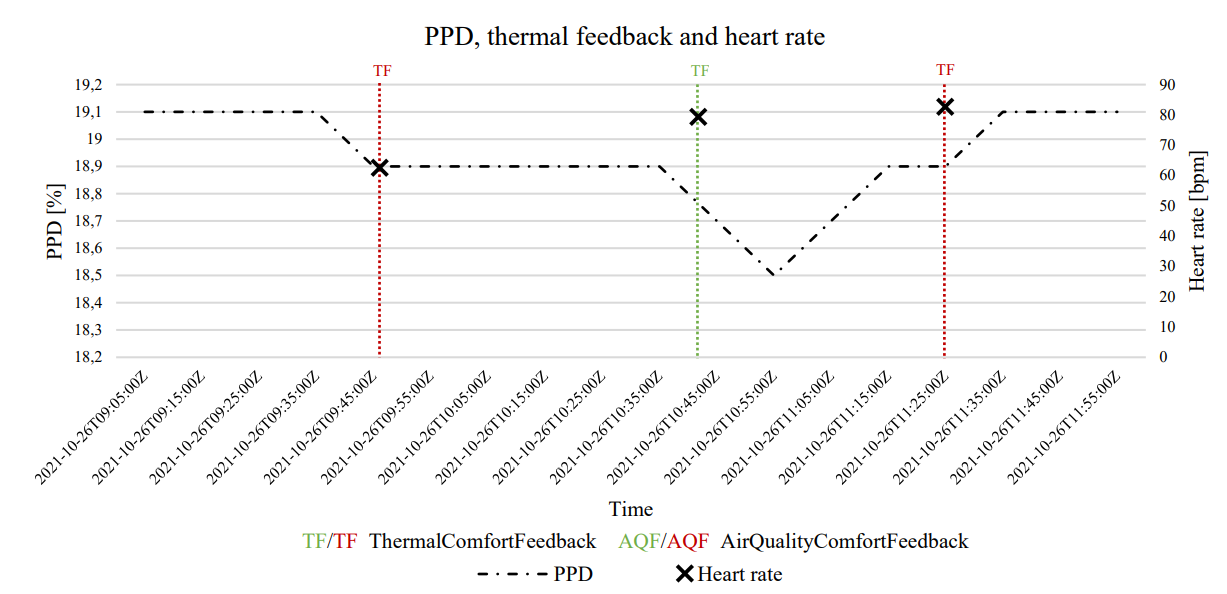 PPD, thermal feedback and heart rate
TF TF TF
19,2 90
19,1 80
19 70
18,9 60
18,8 50
18,7 40
18,6 30
18,5 20
18,4 10
18,3 0
18,2
PPD [%]
Heart rate [bpm]
2021-10-26T09:05:00Z
2021-10-26T09:15:00Z
2021-10-26T09:25:00Z
2021-10-26T09:35:00Z
2021-10-26T09:45:00Z
2021-10-26T09:55:00Z
2021-10-26T10:05:00Z
2021-10-26T10:15:00Z
2021-10-26T10:25:00Z
2021-10-26T10:35:00Z
2021-10-26T10:45:00Z
2021-10-26T10:55:00Z
2021-10-26T11:05:00Z
2021-10-26T11:15:00Z
2021-10-26T11:25:00Z
2021-10-26T11:35:00Z
2021-10-26T11:45:00Z
2021-10-26T11:55:00Z
Time
TF/TF ThermalComfortFeedback AQF/AQF AirQualityComfortFeedback
PPD Heart rate